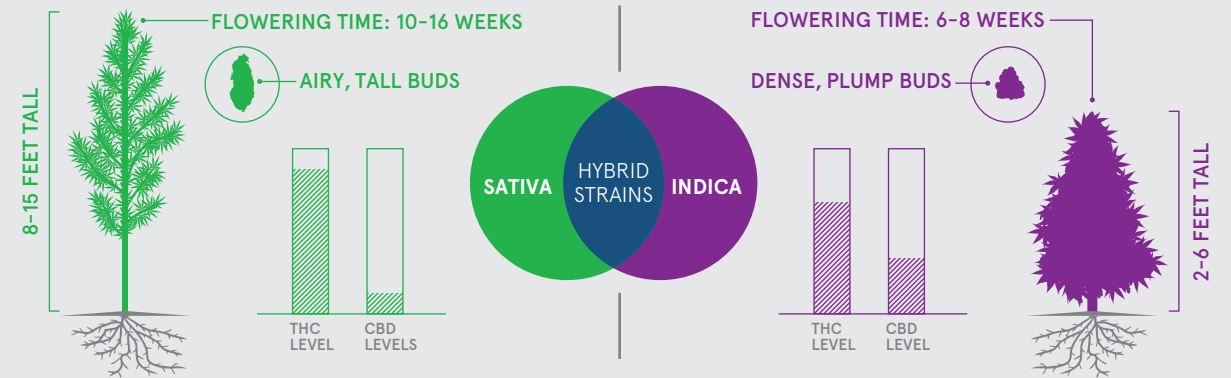 FLOWERING TIME: 10-16 WEEKS
AIRY, TALL BUDS
8-15 FEET TALL
THC
LEVEL
CBD
LEVELS
SATIVA
HYBRID
STRAINS
INDICA
FLOWERING TIME: 6-8 WEEKS
DENSE, PLUMP BUDS
THC
LEVEL
CBD
LEVEL
2-6 FEET TALL